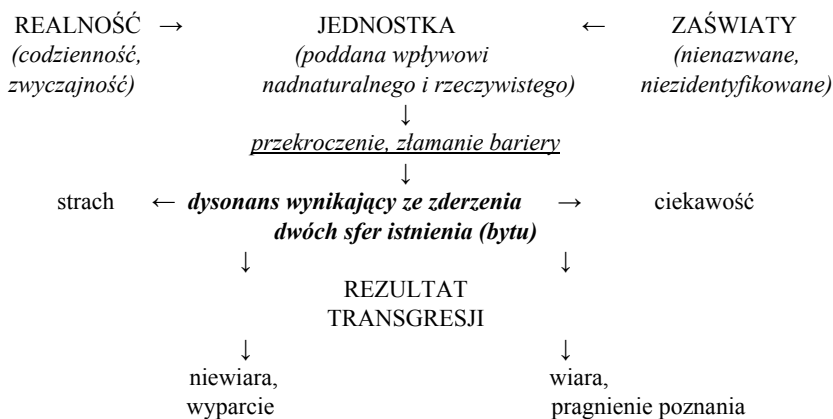 REALNOŚĆ → JEDNOSTKA ← ZAŚWIATY
(codzienność, (poddana wpływowi (nienazwane,
zwyczajność) nadnaturalnego i rzeczywistego) niezidentyfikowane)
↓
przekroczenie, złamanie bariery
↓
strach ← dysonans wynikający ze zderzenia → ciekawość
dwóch sfer istnienia (bytu)
↓ ↓
REZULTAT
TRANSGRESJI
↓ ↓
niewiara, wiara,
wyparcie pragnienie poznania